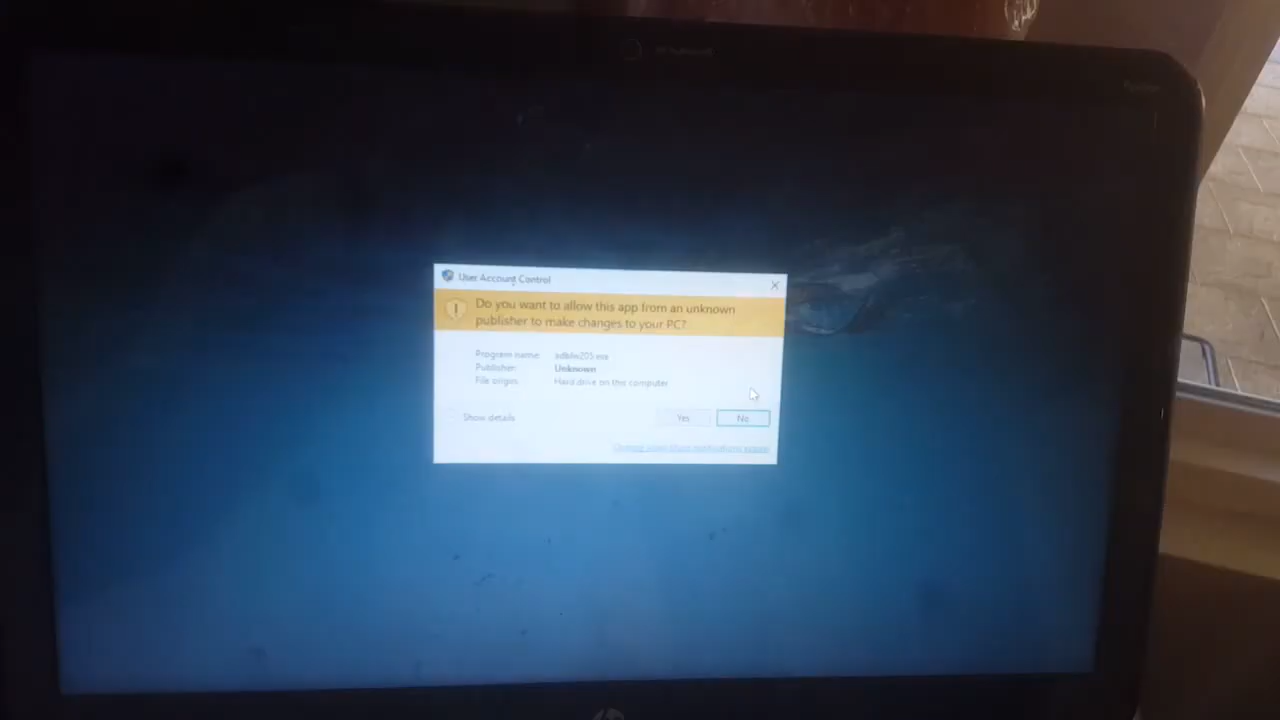 User Account Control
Do you want to allow this app from an unknown
publisher to make changes to your PC?
Program name:
Publisher: Unknown
File origin: Hard drive on this computer
Show details
Yes
No